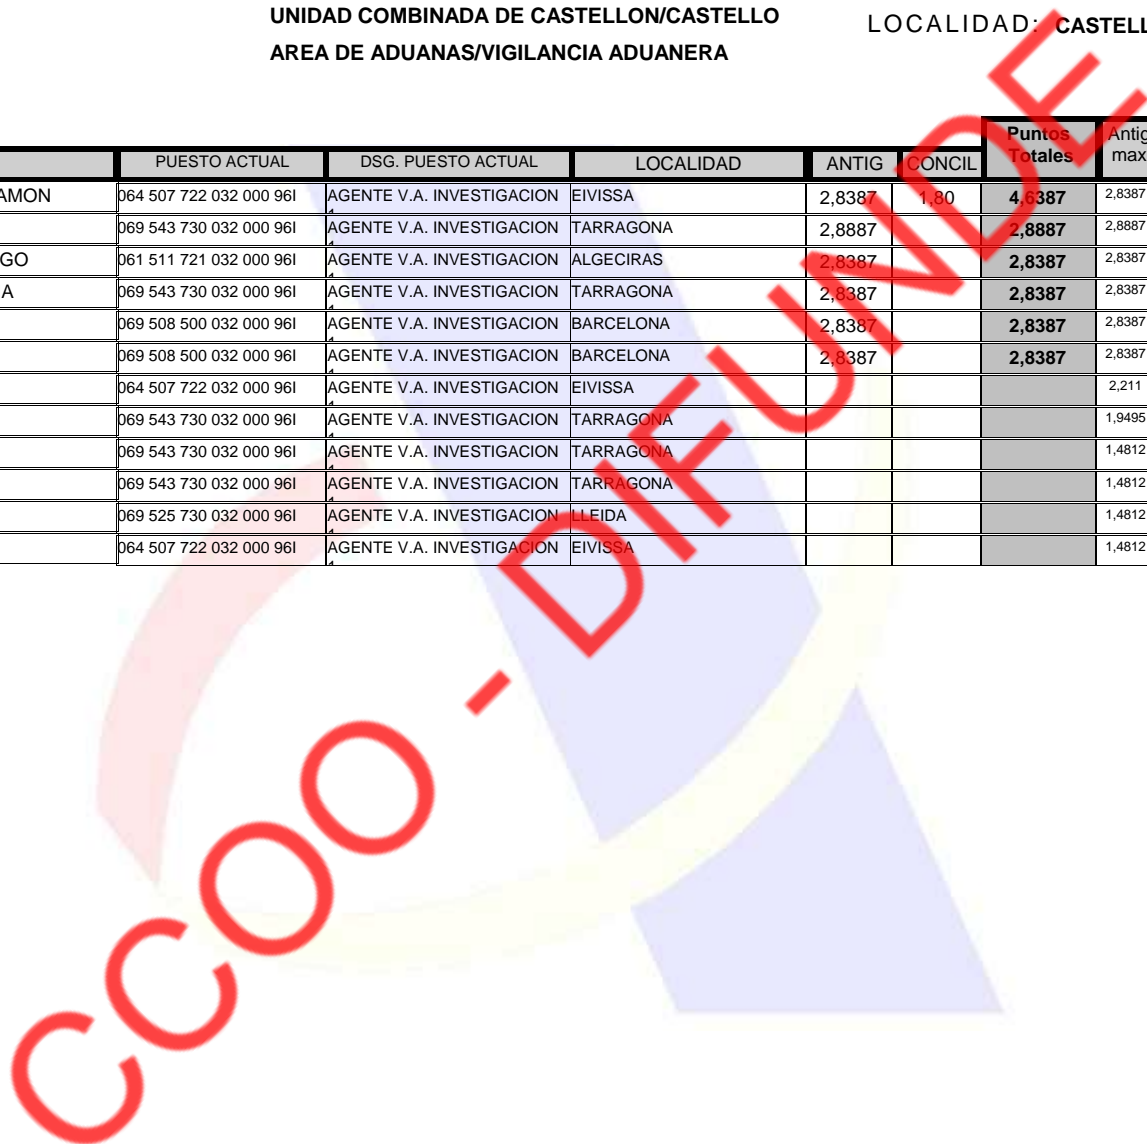 UNIDAD COMBINADA DE CASTELLON/CASTELLO
LOCALIDAD: CASTELL
AREA DE ADUANAS/VIGILANCIA ADUANERA
PUESTO ACTUAL DSG. PUESTO ACTUAL LOCALIDAD ANTIG CONCIL Puntos Totales Antig max
AMON 064 507 722 032 000 96I AGENTE V.A. INVESTIGACION EIVISSA 2,8387 1,80 4,6387 2,8387
069 543 730 032 000 96I AGENTE V.A. INVESTIGACION TARRAGONA 2,8887 2,8887 2,8887
GO 061 511 721 032 000 96I AGENTE V.A. INVESTIGACION ALGECIRAS 2,8387 2,8387 2,8387
A 069 543 730 032 000 96I AGENTE V.A. INVESTIGACION TARRAGONA 2,8387 2,8387 2,8387
069 508 500 032 000 96I AGENTE V.A. INVESTIGACION BARCELONA 2,8387 2,8387 2,8387
069 508 500 032 000 96I AGENTE V.A. INVESTIGACION BARCELONA 2,8387 2,8387 2,8387
064 507 722 032 000 96I AGENTE V.A. INVESTIGACION EIVISSA 2,211
069 543 730 032 000 96I AGENTE V.A. INVESTIGACION TARRAGONA 1,9495
069 543 730 032 000 96I AGENTE V.A. INVESTIGACION TARRAGONA 1,4812
069 543 730 032 000 96I AGENTE V.A. INVESTIGACION TARRAGONA 1,4812
069 525 730 032 000 96I AGENTE V.A. INVESTIGACION LLEIDA 1,4812
064 507 722 032 000 96I AGENTE V.A. INVESTIGACION EIVISSA 1,4812
CCOO - DIFUNDE